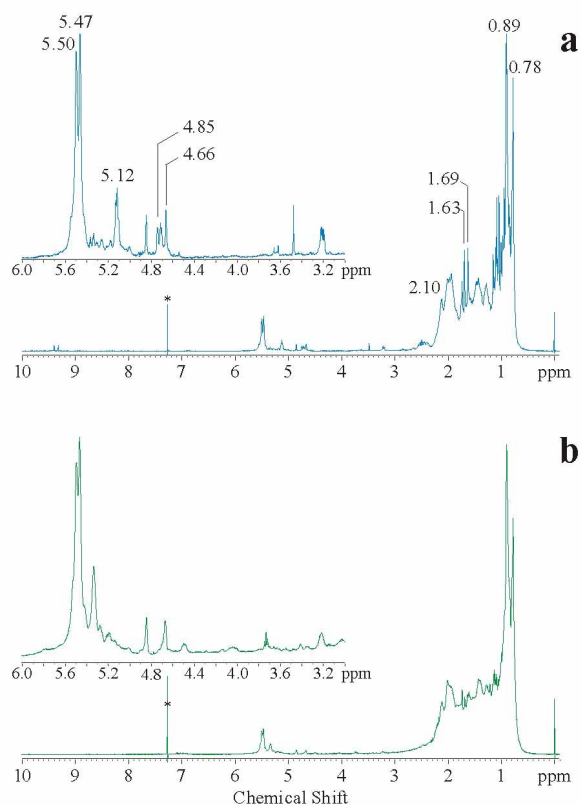 5.47
5.50
a
0.89
0.78
4.85
4.66
5.12
1.69
1.63
2.10
6.0 5.6 5.2 4.8 4.4 4.0 3.6 3.2 ppm
*
10 9 8 7 6 5 4 3 2 1 ppm
b
6.0 5.6 5.2 4.8 4.4 4.0 3.6 3.2 ppm
*
10 9 8 7 6 5 4 3 2 1 ppm
Chemical Shift